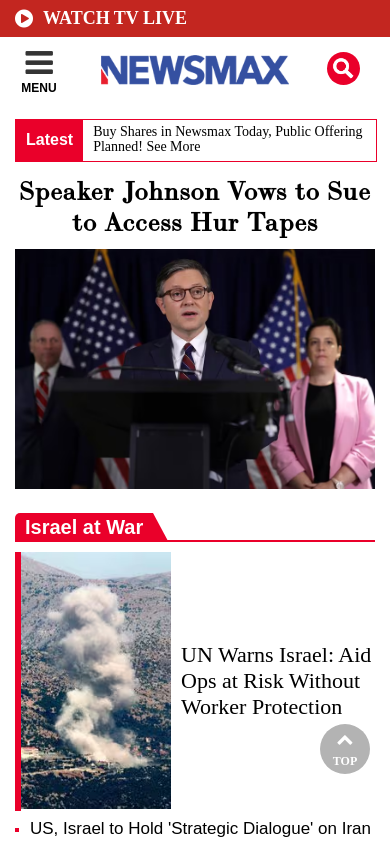 WATCH TV LIVE
MENU
NEWSMAX
Latest
Buy Shares in Newsmax Today, Public Offering
Planned! See More
Speaker Johnson Vows to Sue
to Access Hur Tapes
Israel at War
UN Warns Israel: Aid
Ops at Risk Without
Worker Protection
TOP
US, Israel to Hold 'Strategic Dialogue' on Iran